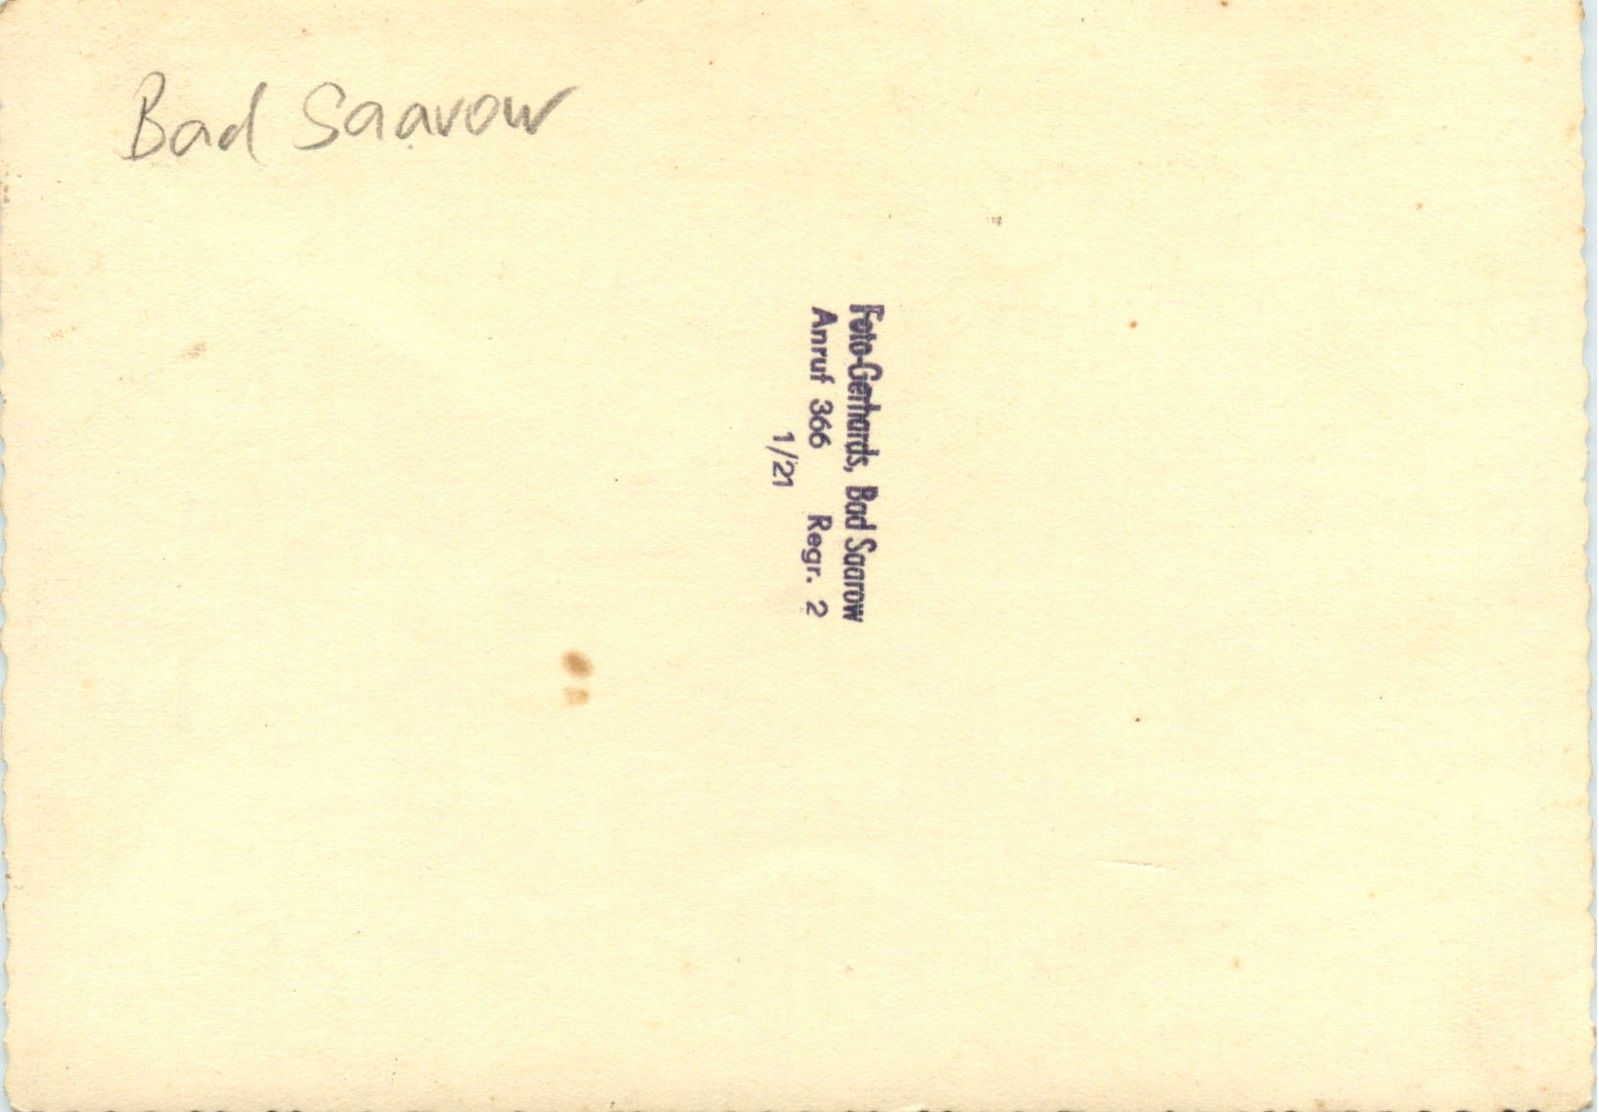 Bad Saarow
Foto-Gerhards, Bad Saarow
Anruf 366 Regr. 2
1/21